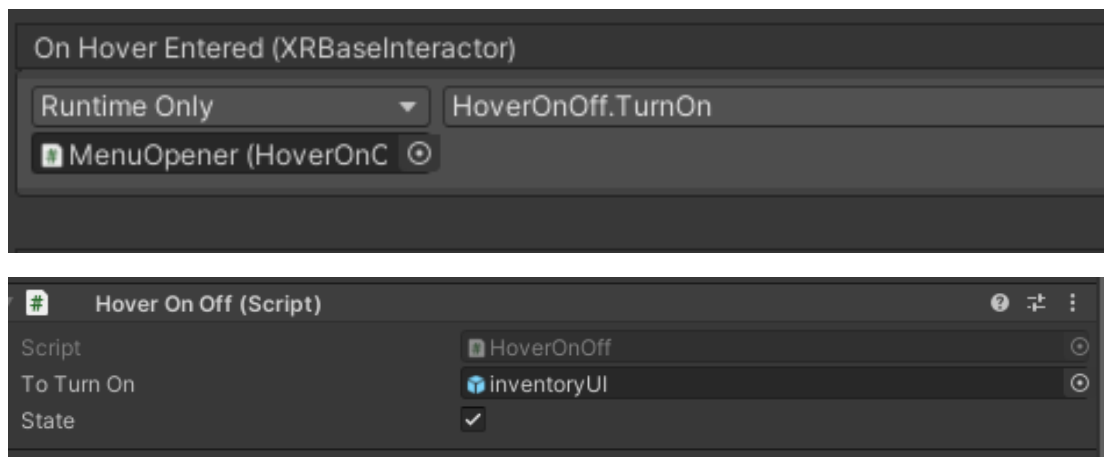 On Hover Entered (XRBaseInteractor)
Runtime Only HoverOnOff.TurnOn
MenuOpener (HoverOnC
Hover On Off (Script)
Script HoverOnOff
To Turn On inventoryUI
State